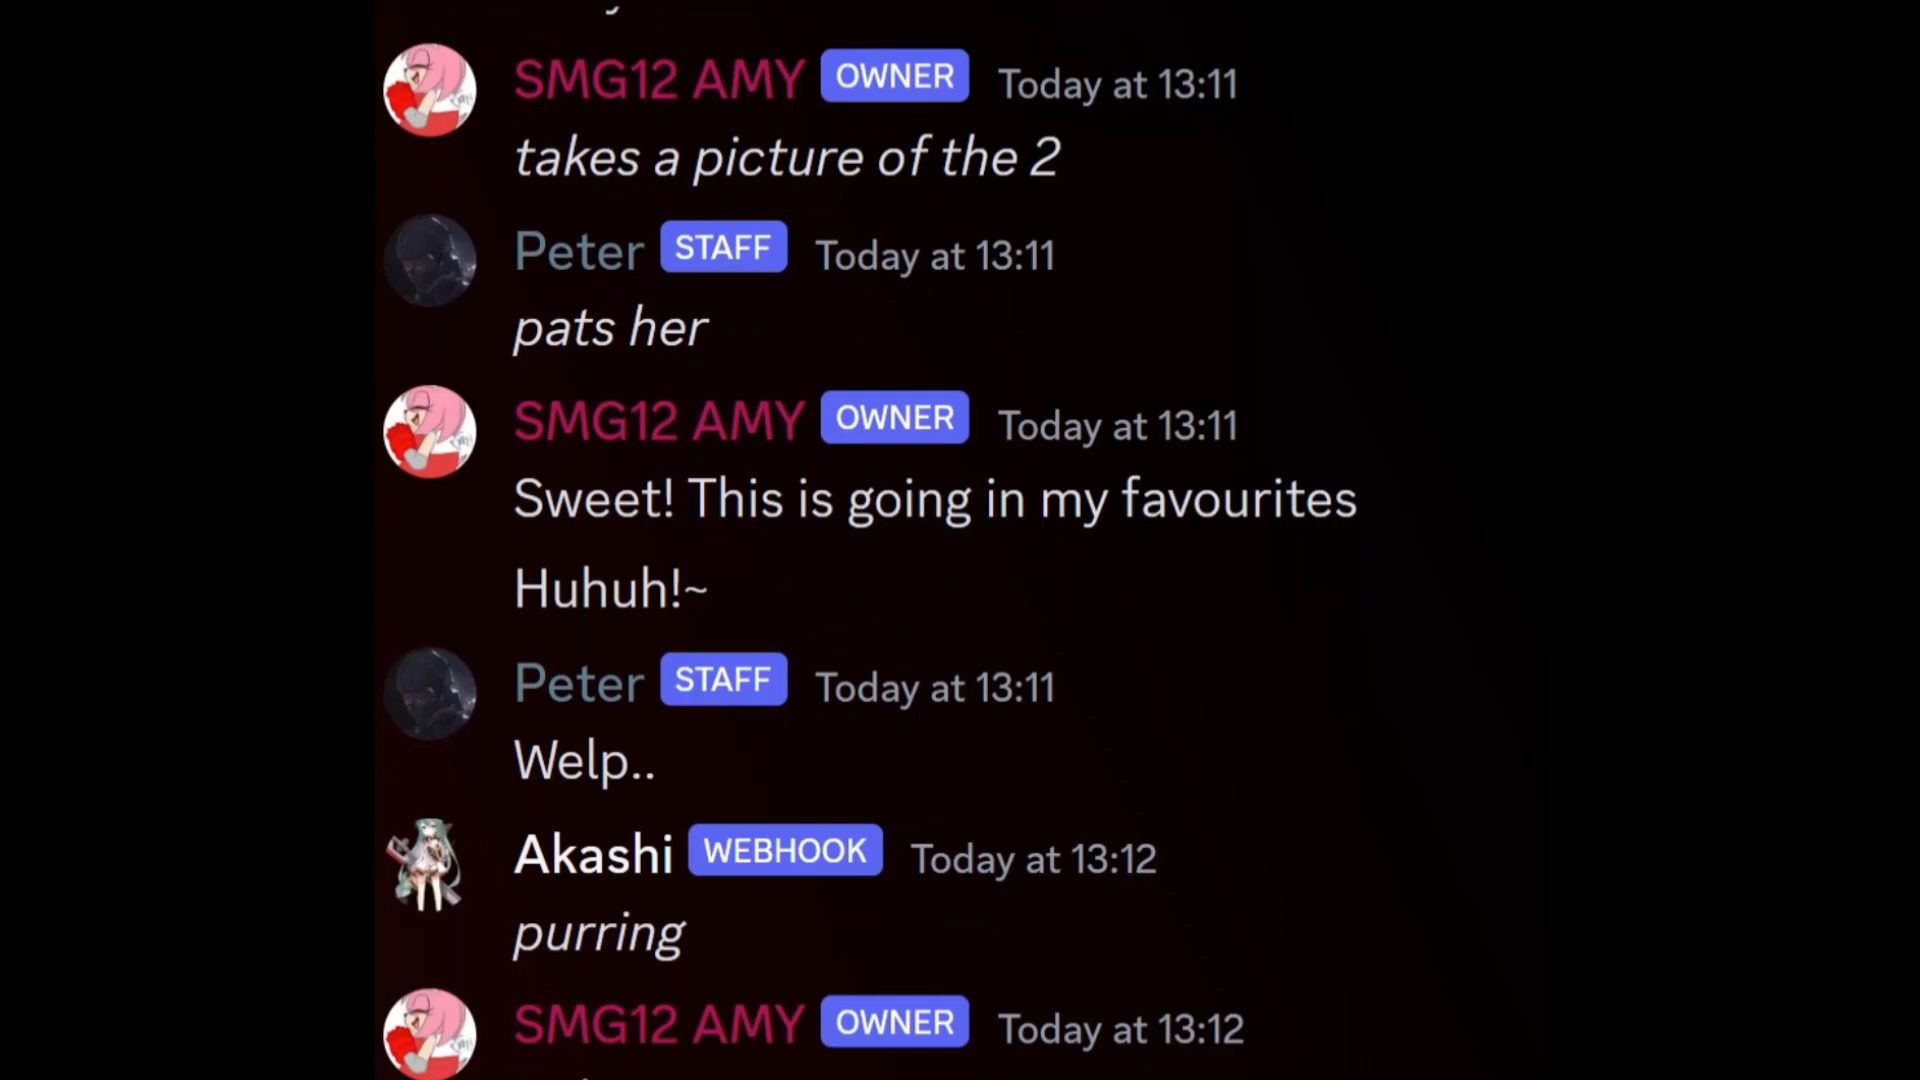 SMG12 AMY OWNER Today at 13:11
takes a picture of the 2
Peter STAFF Today at 13:11
pats her
SMG12 AMY OWNER Today at 13:11
Sweet! This is going in my favourites
Huhuh!~
Peter STAFF Today at 13:11
Welp..
Akashi WEBHOOK Today at 13:12
purring
SMG12 AMY OWNER Today at 13:12